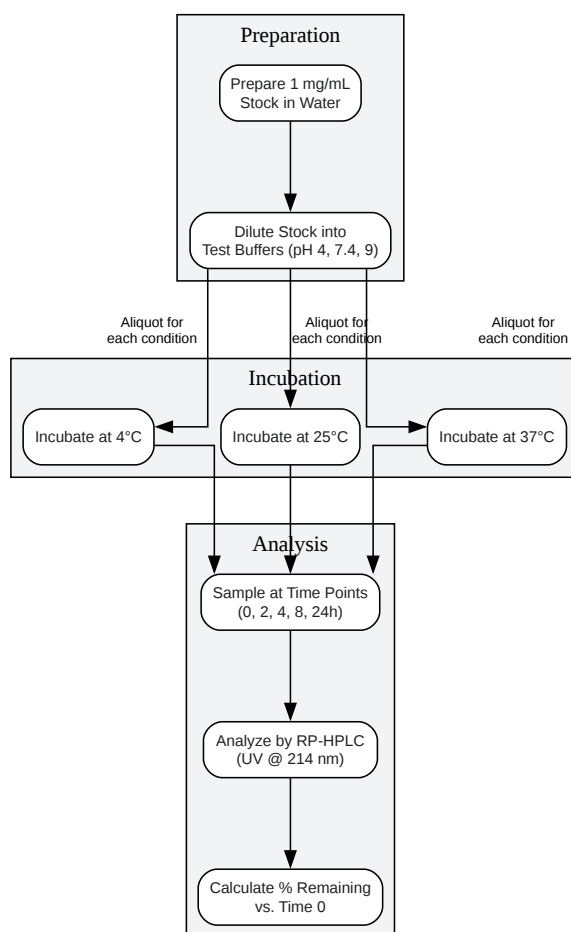 Preparation
Prepare 1 mg/mL
Stock in Water
Dilute Stock into
Test Buffers (pH 4, 7.4, 9)
Aliquot for
each condition
Aliquot for
each condition
Aliquot for
each condition
Incubation
Incubate at 4°C
Incubate at 25°C
Incubate at 37°C
Analysis
Sample at Time Points
(0, 2, 4, 8, 24h)
Analyze by RP-HPLC
(UV @ 214 nm)
Calculate % Remaining
vs. Time 0